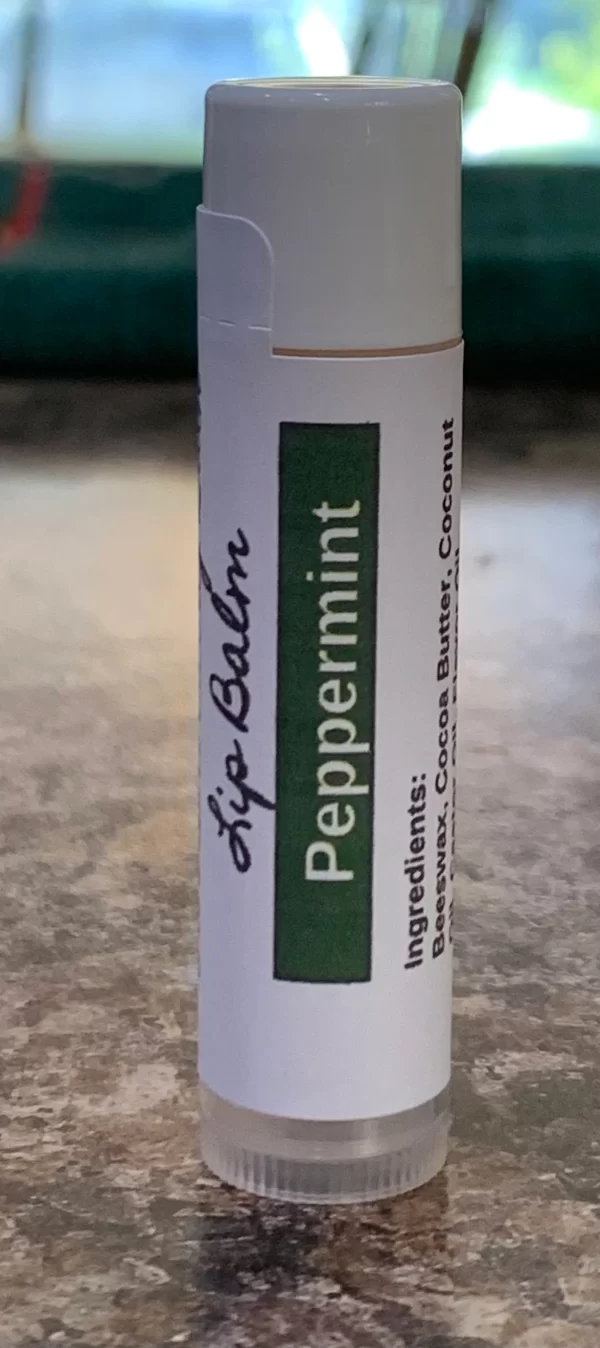 Lip Balm
Peppermint
Ingredients:
Beeswax, Cocoa Butter, Coconut